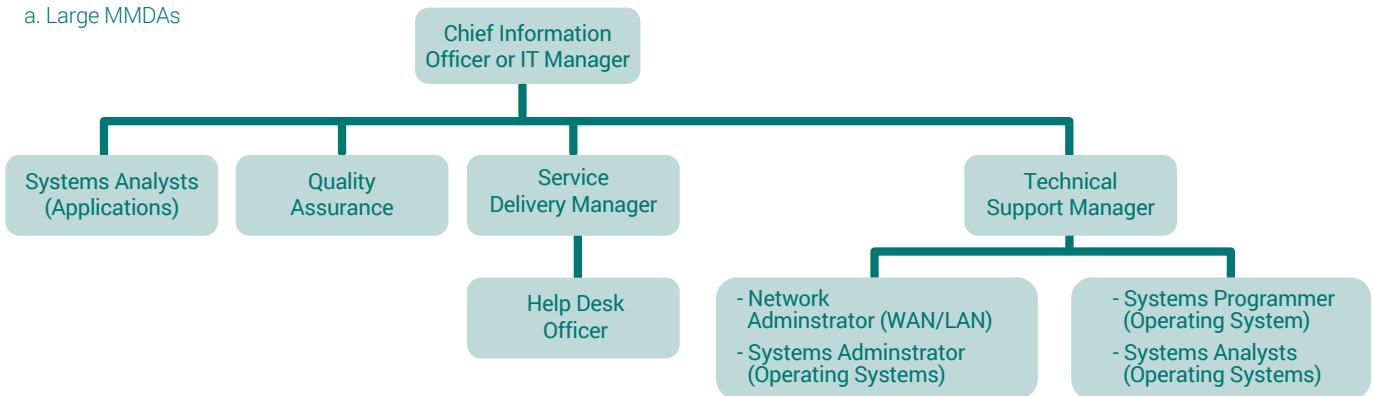 a. Large MMDAs
Chief Information
Officer or IT Manager
Systems Analysts
(Applications)
Quality
Assurance
Service
Delivery Manager
Technical
Support Manager
Help Desk
Officer
- Network
Adminstrator (WAN/LAN)
- Systems Adminstrator
(Operating Systems)
- Systems Programmer
(Operating System)
- Systems Analysts
(Operating Systems)